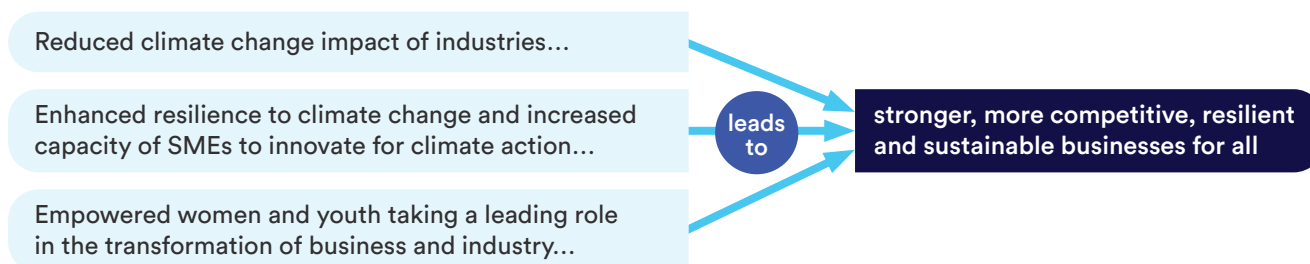 Reduced climate change impact of industries…
Enhanced resilience to climate change and increased
capacity of SMEs to innovate for climate action…
Empowered women and youth taking a leading role
in the transformation of business and industry…
leads
to
stronger, more competitive, resilient
and sustainable businesses for all